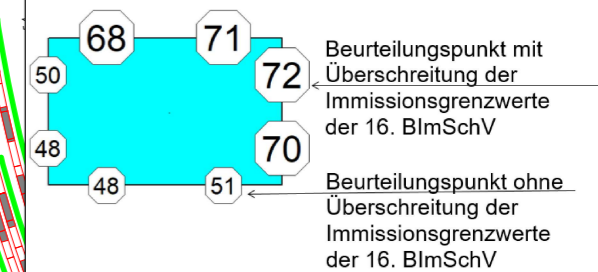 68 71
50 72
48 70
48 51
Beurteilungspunkt mit
Überschreitung der
Immissionsgrenzwerte
der 16. BImSchV
Beurteilungspunkt ohne
Überschreitung der
Immissionsgrenzwerte
der 16. BImSchV